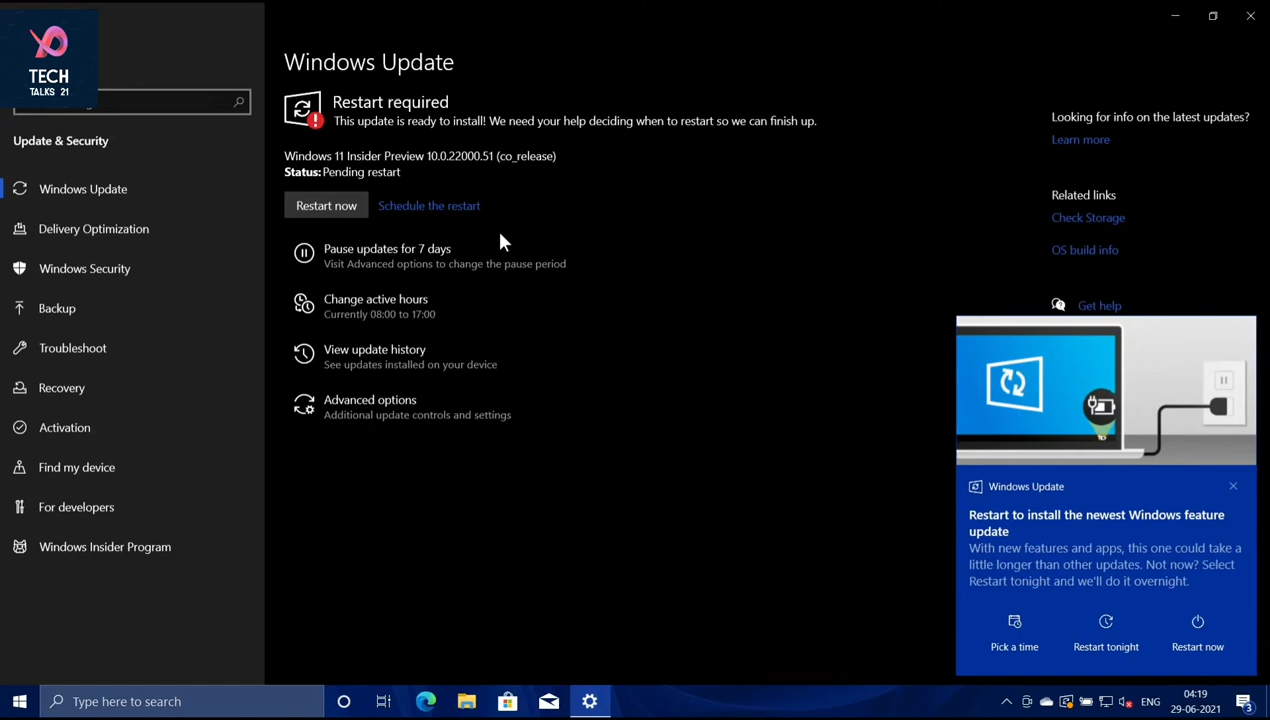 TECH
TALKS 21
Update & Security
Windows Update
Delivery Optimization
Windows Security
Backup
Troubleshoot
Recovery
Activation
Find my device
For developers
Windows Insider Program
Windows Update
Restart required
This update is ready to install! We need your help deciding when to restart so we can finish up.
Windows 11 Insider Preview 10.0.22000.51 (co_release)
Status: Pending restart
Restart now
Schedule the restart
Pause updates for 7 days
Visit Advanced options to change the pause period
Change active hours
Currently 08:00 to 17:00
View update history
See updates installed on your device
Advanced options
Additional update controls and settings
Looking for info on the latest updates?
Learn more
Related links
Check Storage
OS build info
Get help
Windows Update
Restart to install the newest Windows feature
update
With new features and apps, this one could take a
little longer than other updates. Not now? Select
Restart tonight and we'll do it overnight.
Pick a time
Restart tonight
Restart now
Type here to search
ENG
04:19
29-06-2021
3